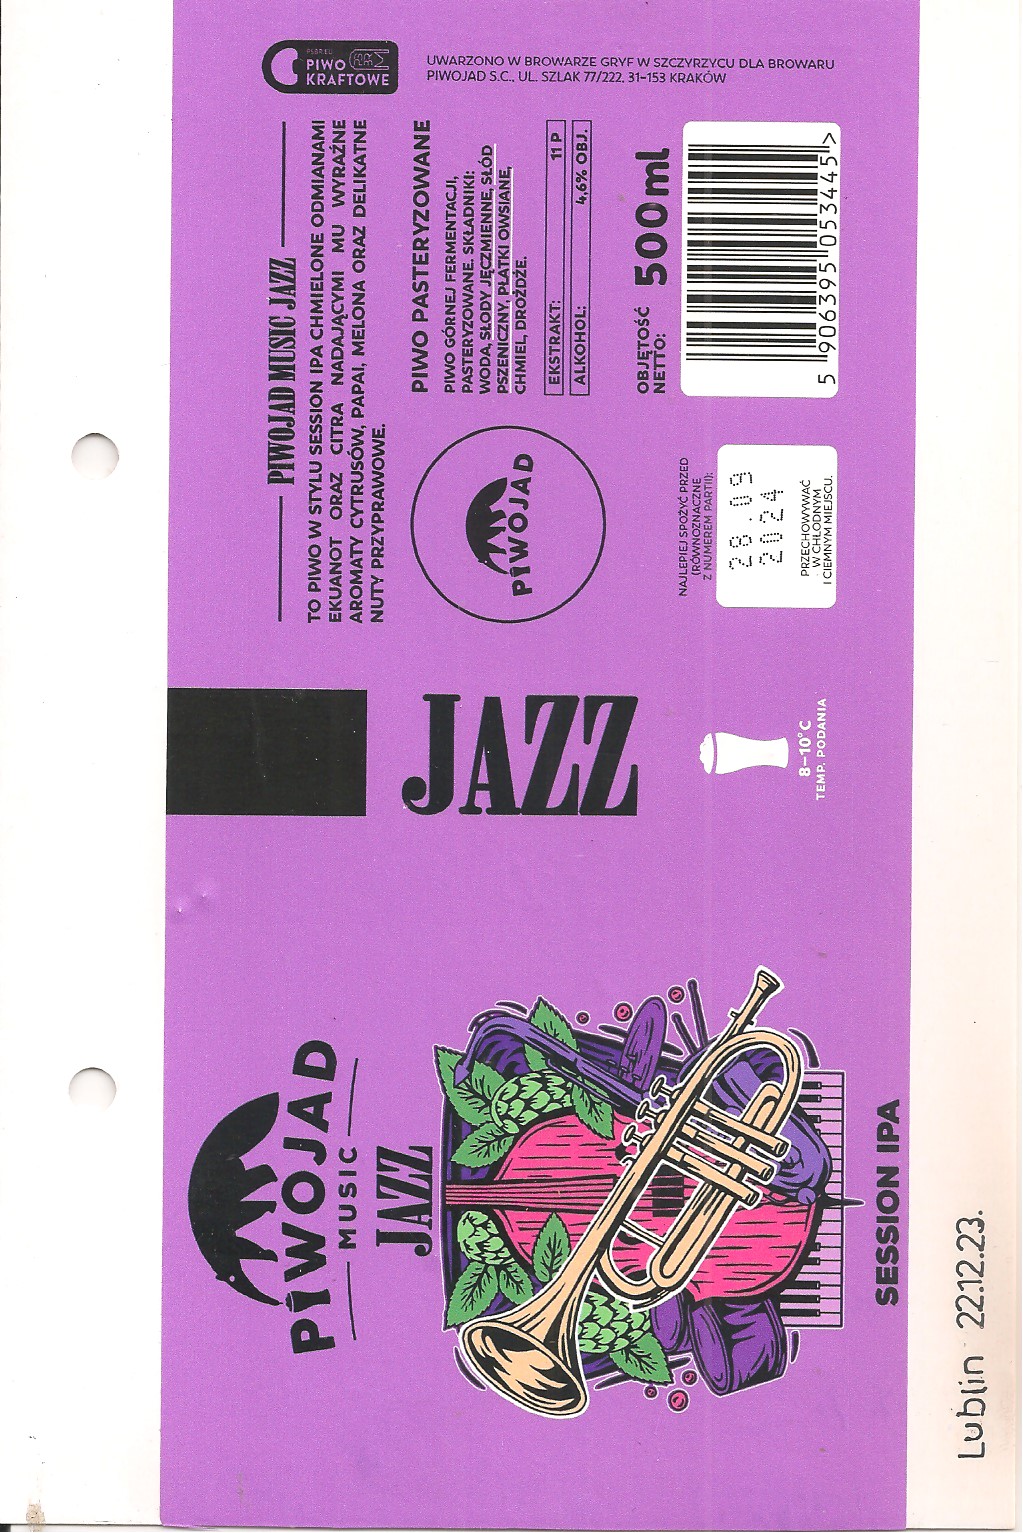 PIWOJAD
MUSIC
JAZZ
SESSION IPA
JAZZ
8–10°C
TEMP. PODANIA
PIWOJAD MUSIC JAZZ
TO PIWO W STYLU SESSION IPA CHMIELONE ODMIANAMI
EKUANOT ORAZ CITRA NADAJĄCYMI MU WYRAŹNE
AROMATY CYTRUSÓW, PAPAI, MELONA ORAZ DELIKATNE
NUTY PRZYPRAWOWE.
PIWOJAD
NAJLEPIEJ SPOŻYĆ PRZED
(RÓWNOZNACZNE
Z NUMEREM PARTII):
28.09
2024
PRZECHOWYWAĆ
W CHŁODNYM
I CIEMNYM MIEJSCU.
PIWO PASTERYZOWANE
PIWO GÓRNEJ FERMENTACJI,
PASTERYZOWANE. SKŁADNIKI:
WODA, SŁODY JĘCZMIENNE, SŁÓD
PSZENICZNY, PŁATKI OWSIANE,
CHMIEL, DROŻDŻE.
EKSTRAKT: 11 P
ALKOHOL: 4,6% OBJ.
OBJĘTOŚĆ
NETTO: 500ml
5 906395 053445 >
PSBR.EU
PIWO
KRAFTOWE
UWARZONO W BROWARZE GRYF W SZCZYRZYCU DLA BROWARU
PIWOJAD S.C., UL. SZLAK 77/222, 31-153 KRAKÓW
Lublin 22.12.23.